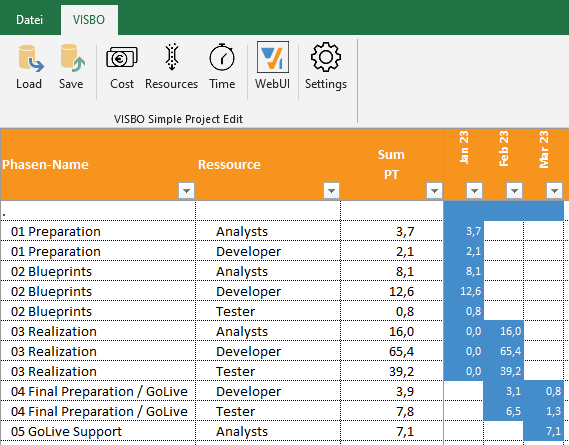 Datei VISBO
Load Save Cost Resources Time WebUI Settings
VISBO Simple Project Edit
Phasen-Name Ressource Sum PT Jan 23 Feb 23 Mar 23
.
01 Preparation Analysts 3,7 3,7
01 Preparation Developer 2,1 2,1
02 Blueprints Analysts 8,1 8,1
02 Blueprints Developer 12,6 12,6
02 Blueprints Tester 0,8 0,8
03 Realization Analysts 16,0 0,0 16,0
03 Realization Developer 65,4 0,0 65,4
03 Realization Tester 39,2 0,0 39,2
04 Final Preparation / GoLive Developer 3,9 3,1 0,8
04 Final Preparation / GoLive Tester 7,8 6,5 1,3
05 GoLive Support Analysts 7,1 7,1